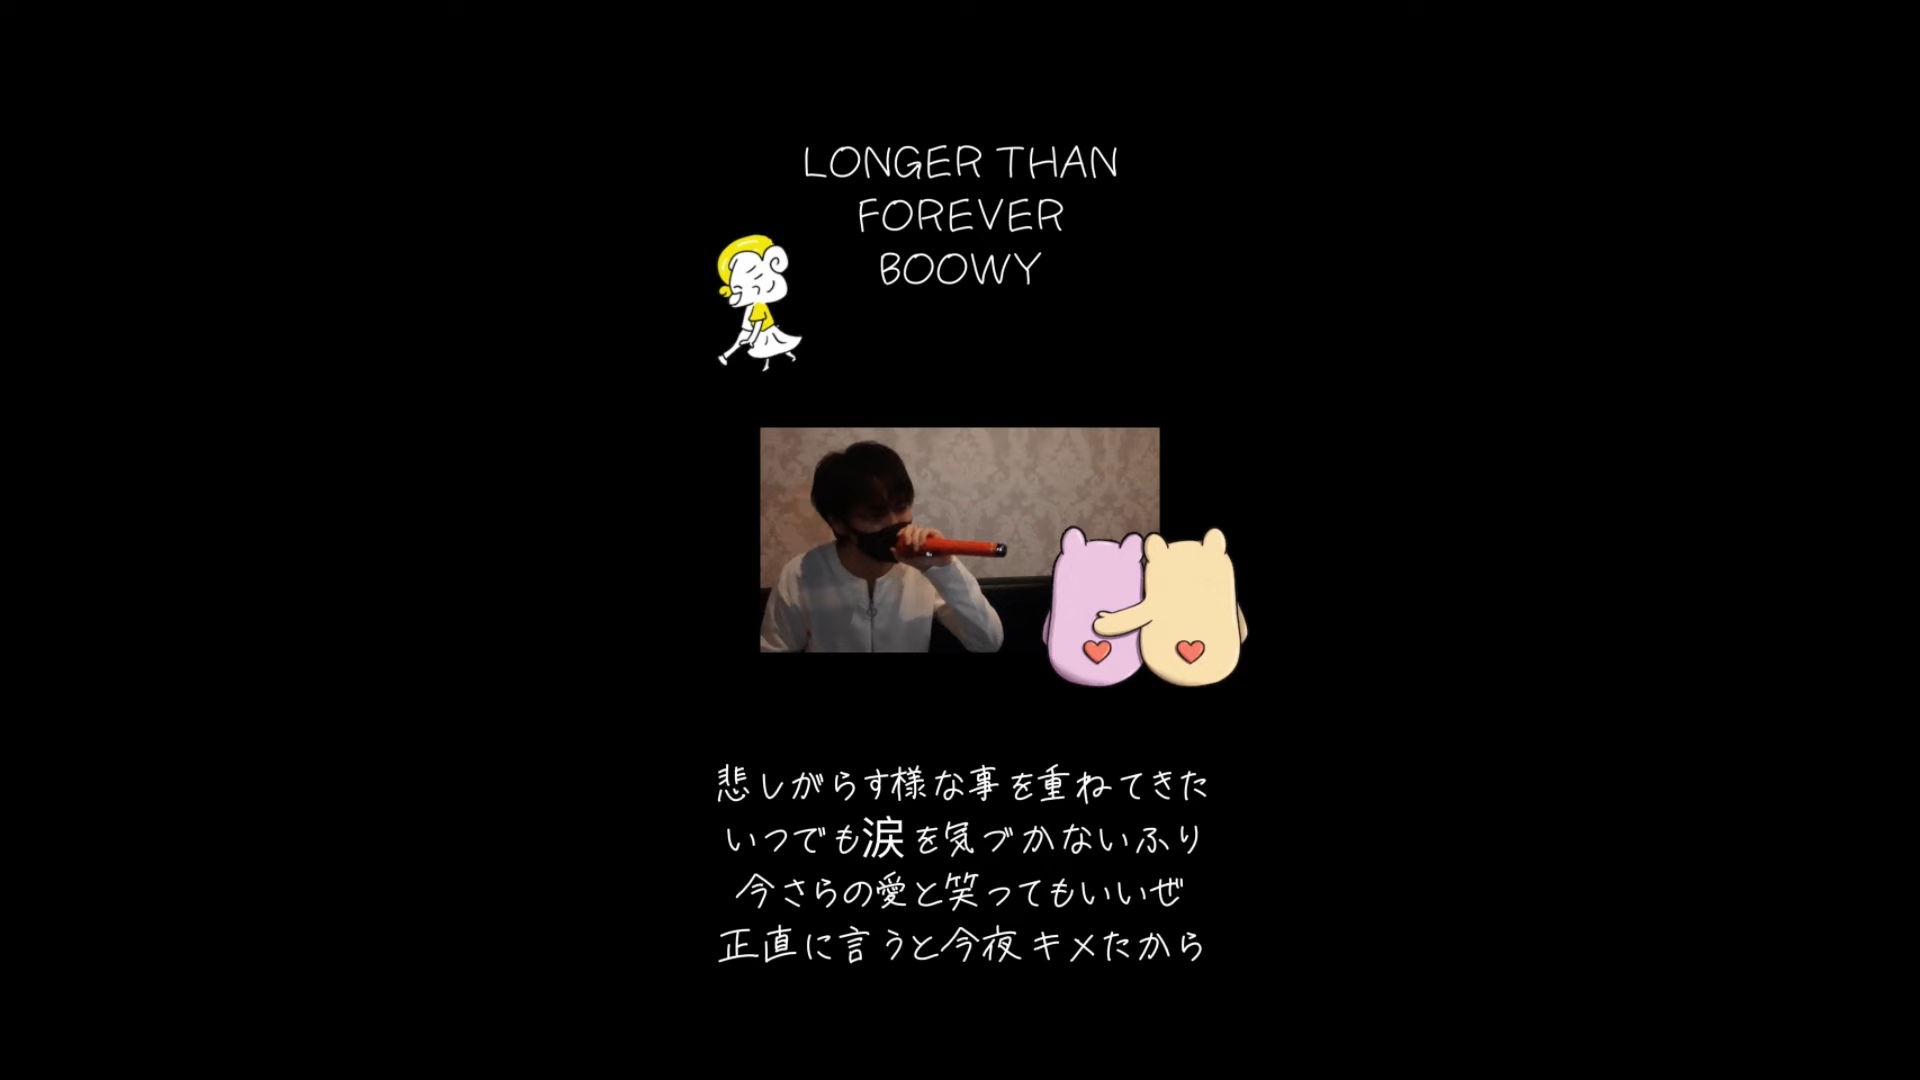 LONGER THAN
FOREVER
BOOWY
悲しがらす様な事を重ねてきた
いつでも涙を気づかないふり
今さらの愛と笑ってもいいぜ
正直に言うと今夜キメたから